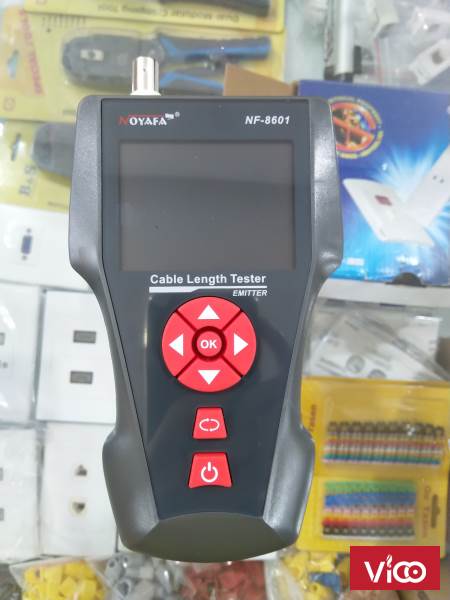 NOYAFA®
NF-8601
Cable Length Tester
EMITTER
OK
VICO